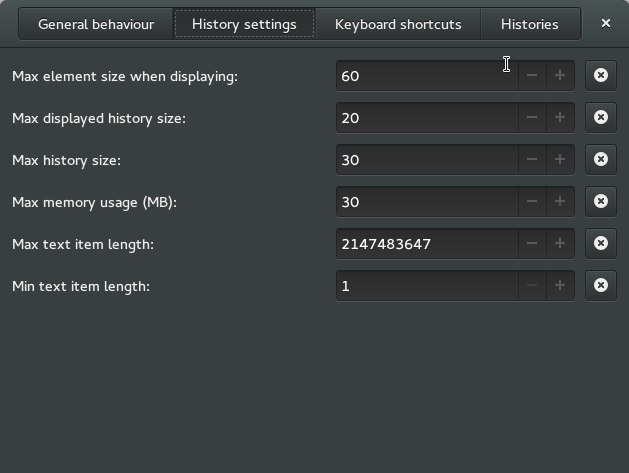 General behaviour History settings Keyboard shortcuts Histories
Max element size when displaying: 60
Max displayed history size: 20
Max history size: 30
Max memory usage (MB): 30
Max text item length: 2147483647
Min text item length: 1